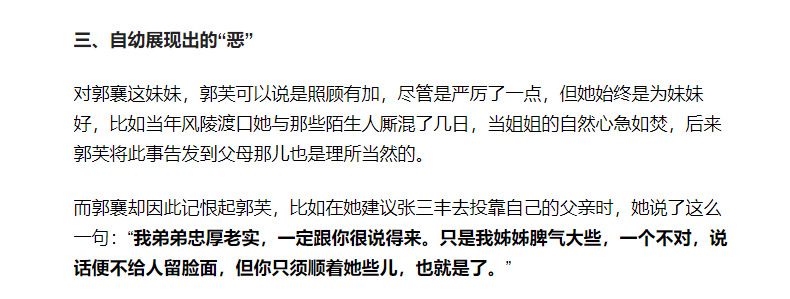 三、自幼展现出的“恶”
对郭襄这妹妹，郭芙可以说是照顾有加，尽管是严厉了一点，但她始终是为妹妹
好，比如当年风陵渡口她与那些陌生人厮混了几日，当姐姐的自然心急如焚，后来
郭芙将此事告发到父母那儿也是理所当然的。
而郭襄却因此记恨起郭芙，比如在她建议张三丰去投靠自己的父亲时，她说了这么
一句：“我弟弟忠厚老实，一定跟你很说得来。只是我姊姊脾气大些，一个不对，说
话便不给人留脸面，但你只须顺着她些儿，也就是了。”